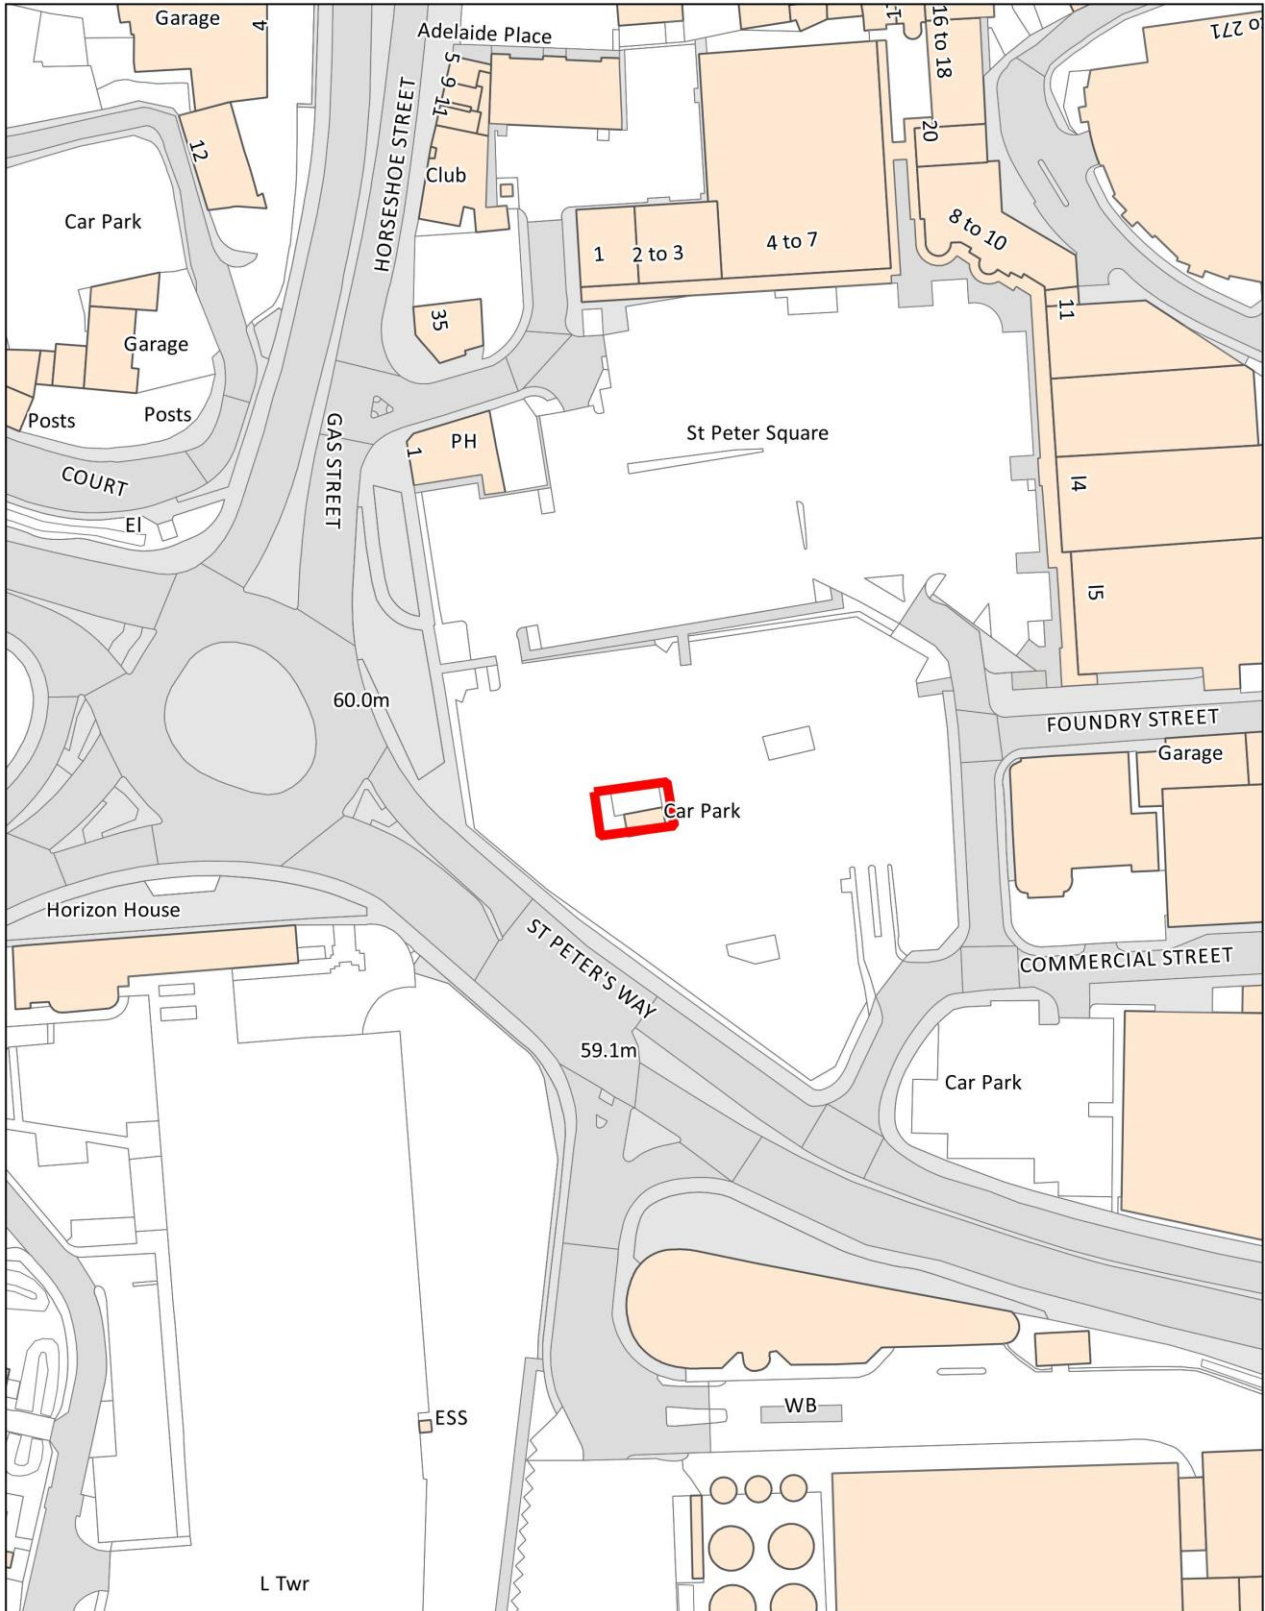 Garage
4
Adelaide Place
16 to 18
5
9
11
HORSESHOE STREET
20
12
Club
Car Park
1
2 to 3
4 to 7
8 to 10
11
35
Garage
Posts
Posts
GAS STREET
1
PH
St Peter Square
COURT
14
El
15
60.0m
FOUNDRY STREET
Garage
Car Park
Horizon House
ST PETER'S WAY
COMMERCIAL STREET
59.1m
Car Park
WB
ESS
L Twr